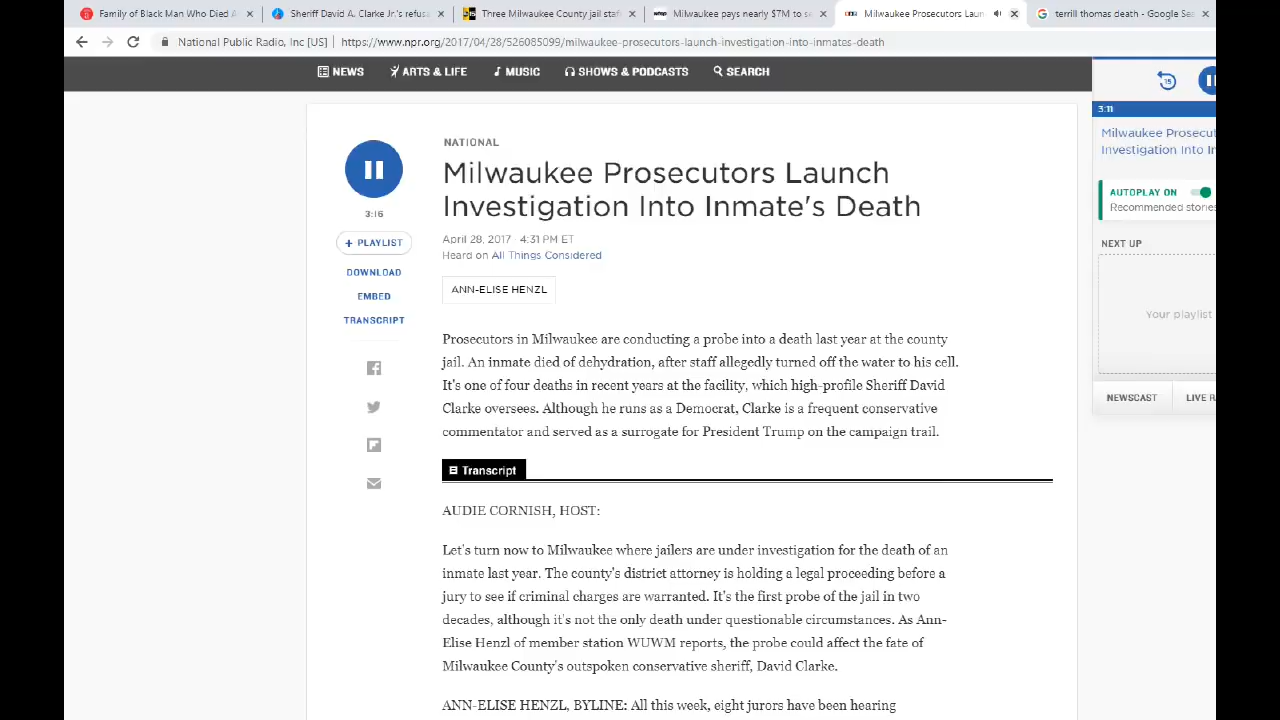 Family of Black Man Who Died A
Sheriff David A. Clarke Jr.'s refuse
Three Milwaukee County jail staf
Milwaukee pays nearly $7M to se
Milwaukee Prosecutors Laun
terrill thomas death - Google Sea
National Public Radio, Inc [US] | https://www.npr.org/2017/04/28/526085099/milwaukee-prosecutors-launch-investigation-into-inmates-death
NEWS ARTS & LIFE MUSIC SHOWS & PODCASTS SEARCH
NATIONAL
Milwaukee Prosecutors Launch
Investigation Into Inmate's Death
3:16
+ PLAYLIST
DOWNLOAD
EMBED
TRANSCRIPT
April 28, 2017 · 4:31 PM ET
Heard on All Things Considered
ANN-ELISE HENZL
Prosecutors in Milwaukee are conducting a probe into a death last year at the county
jail. An inmate died of dehydration, after staff allegedly turned off the water to his cell.
It's one of four deaths in recent years at the facility, which high-profile Sheriff David
Clarke oversees. Although he runs as a Democrat, Clarke is a frequent conservative
commentator and served as a surrogate for President Trump on the campaign trail.
Transcript
AUDIE CORNISH, HOST:
Let's turn now to Milwaukee where jailers are under investigation for the death of an
inmate last year. The county's district attorney is holding a legal proceeding before a
jury to see if criminal charges are warranted. It's the first probe of the jail in two
decades, although it's not the only death under questionable circumstances. As Ann-
Elise Henzl of member station WUWM reports, the probe could affect the fate of
Milwaukee County's outspoken conservative sheriff, David Clarke.
ANN-ELISE HENZL, BYLINE: All this week, eight jurors have been hearing
15
3:11
Milwaukee Prosecut
Investigation Into I
AUTOPLAY ON
Recommended stories
NEXT UP
Your playlist
NEWSCAST
LIVE R